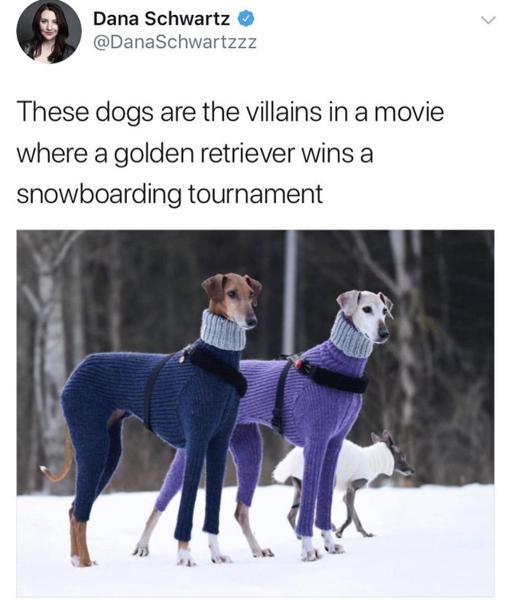 Dana Schwartz
@DanaSchwartzzz
These dogs are the villains in a movie
where a golden retriever wins a
snowboarding tournament